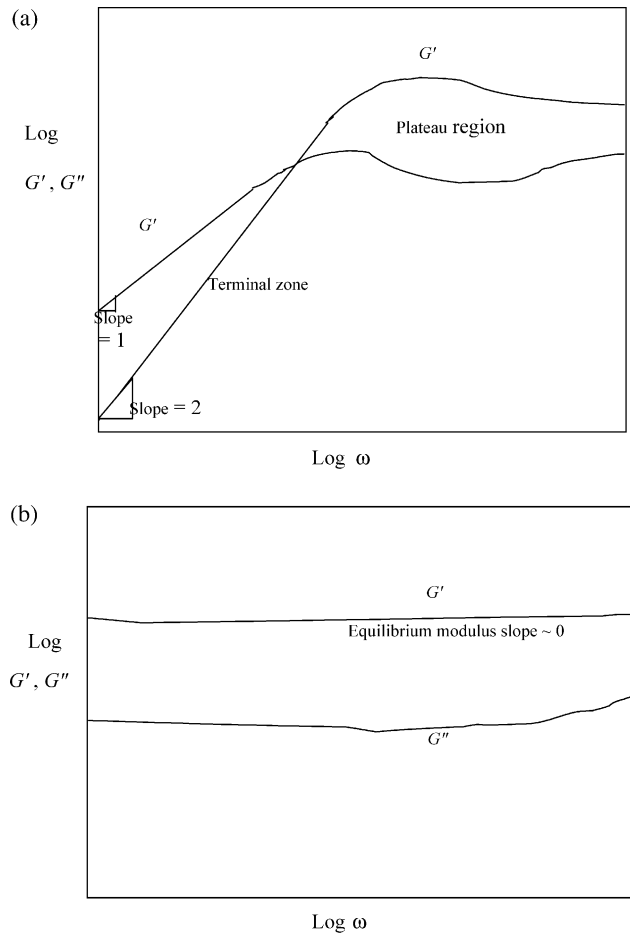 (a)
G′
Log
Plateau region
G′ , G″
G′
Terminal zone
Slope
= 1
Slope = 2
Log ω
(b)
G′
Equilibrium modulus slope ~ 0
Log
G′ , G″
G″
Log ω